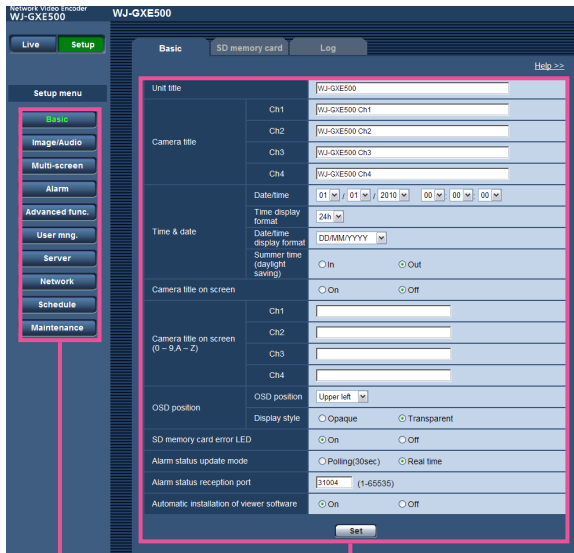 Network Video Encoder
WJ-GXE500
WJ-GXE500
Live Setup
Basic SD memory card Log
Help >>
Setup menu
Basic
Image/Audio
Multi-screen
Alarm
Advanced func.
User mng.
Server
Network
Schedule
Maintenance
Unit title WJ-GXE500
Camera title
Ch1 WJ-GXE500 Ch1
Ch2 WJ-GXE500 Ch2
Ch3 WJ-GXE500 Ch3
Ch4 WJ-GXE500 Ch4
Time & date
Date/time 01 / 01 / 2010 00 : 00 : 00
Time display
format 24h
Date/time
display format DD/MM/YYYY
Summer time
(daylight
saving) In Out
Camera title on screen On Off
Camera title on screen
(0 – 9,A – Z)
Ch1
Ch2
Ch3
Ch4
OSD position
OSD position Upper left
Display style Opaque Transparent
SD memory card error LED On Off
Alarm status update mode Polling(30sec) Real time
Alarm status reception port 31004 (1-65535)
Automatic installation of viewer software On Off
Set